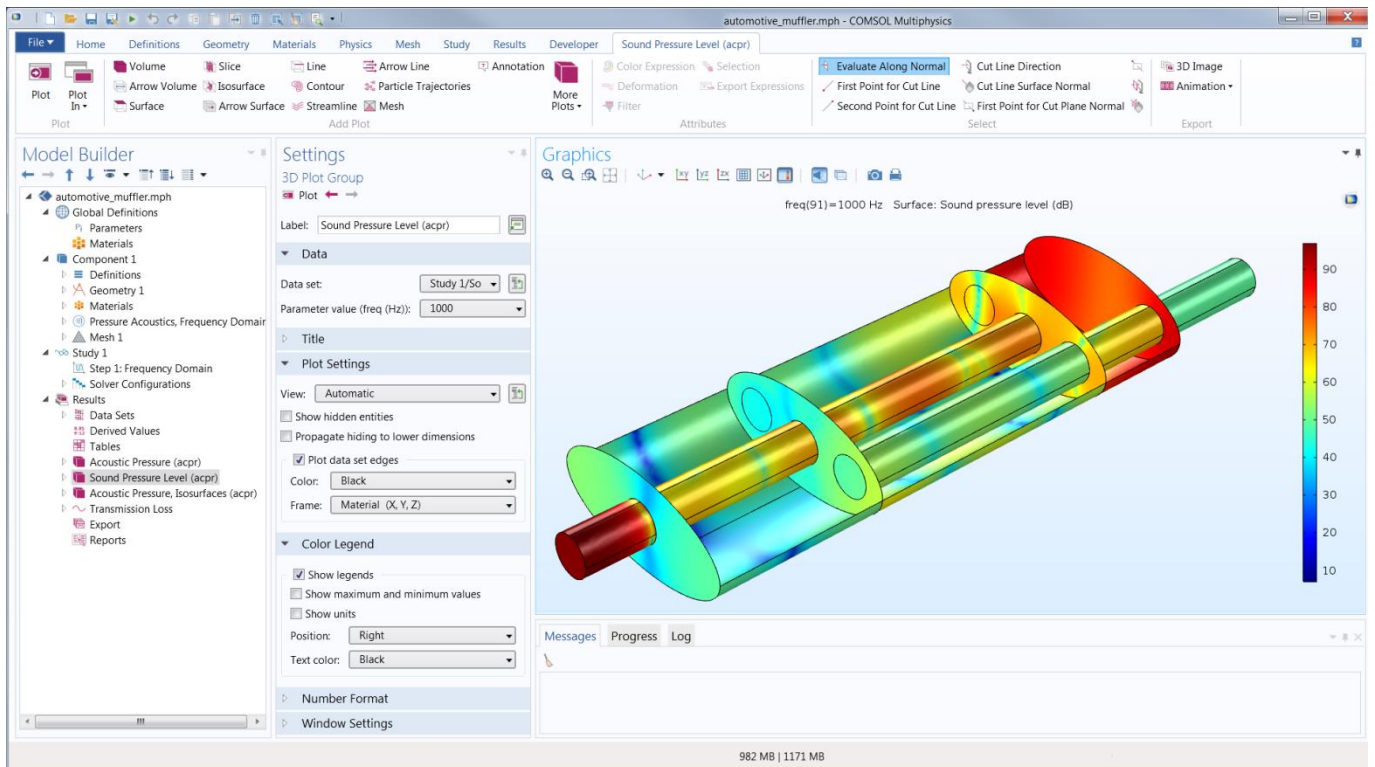 automotive_muffler.mph - COMSOL Multiphysics
File Home Definitions Geometry Materials Physics Mesh Study Results Developer Sound Pressure Level (acpr)
Plot
Plot In
Volume
Arrow Volume
Surface
Slice
Isosurface
Arrow Surface
Line
Contour
Streamline
Arrow Line
Particle Trajectories
Mesh
Annotation
More Plots
Color Expression
Deformation
Filter
Selection
Export Expressions
Evaluate Along Normal
First Point for Cut Line
Second Point for Cut Line
Cut Line Direction
Cut Line Surface Normal
First Point for Cut Plane Normal
3D Image
Animation
Plot Add Plot Attributes Select Export
Model Builder
automotive_muffler.mph
Global Definitions
Pi Parameters
Materials
Component 1
Definitions
Geometry 1
Materials
Pressure Acoustics, Frequency Domain
Mesh 1
Study 1
Step 1: Frequency Domain
Solver Configurations
Results
Data Sets
Derived Values
Tables
Acoustic Pressure (acpr)
Sound Pressure Level (acpr)
Acoustic Pressure, Isosurfaces (acpr)
Transmission Loss
Export
Reports
Settings
3D Plot Group
Plot
Label: Sound Pressure Level (acpr)
Data
Data set: Study 1/So
Parameter value (freq (Hz)): 1000
Title
Plot Settings
View: Automatic
Show hidden entities
Propagate hiding to lower dimensions
Plot data set edges
Color: Black
Frame: Material (X, Y, Z)
Color Legend
Show legends
Show maximum and minimum values
Show units
Position: Right
Text color: Black
Number Format
Window Settings
Graphics
xy yz zx
freq(91)=1000 Hz Surface: Sound pressure level (dB)
90
80
70
60
50
40
30
20
10
Messages Progress Log
982 MB | 1171 MB